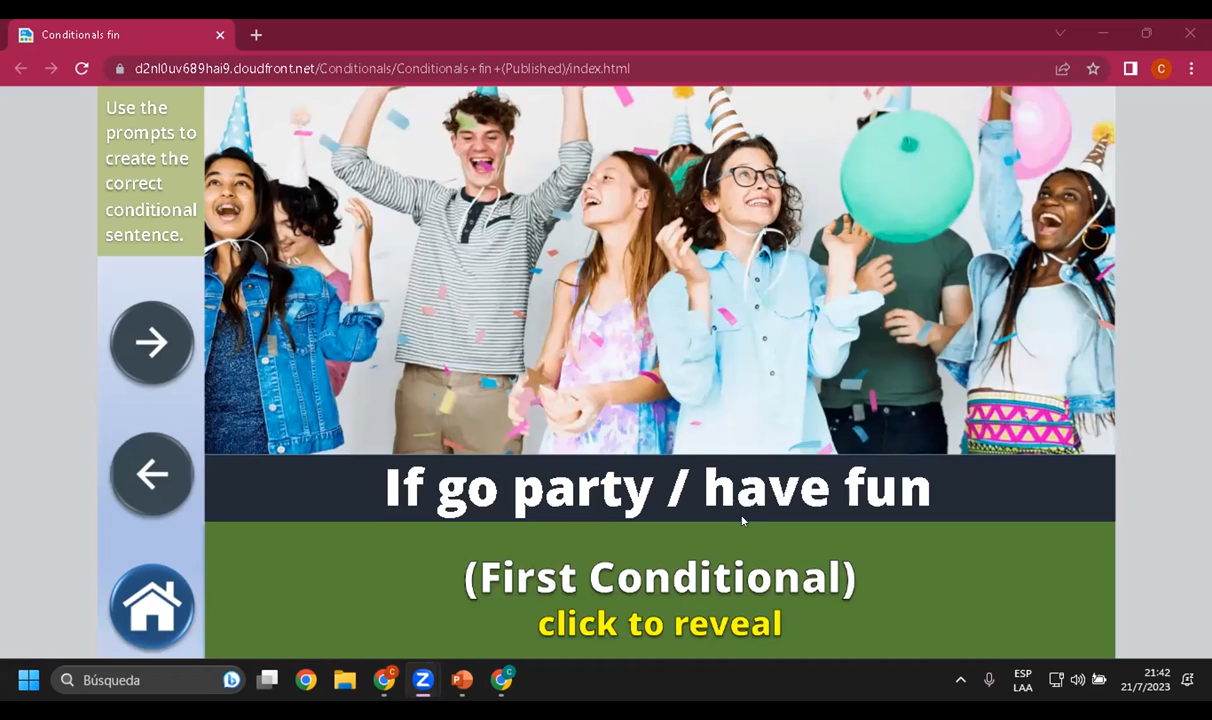 Conditionals fin
d2nl0uv689hai9.cloudfront.net/Conditionals/Conditionals+fin+(Published)/index.html
C
Use the
prompts to
create the
correct
conditional
sentence.
If go party / have fun
(First Conditional)
click to reveal
Búsqueda
ESP
LAA
21:42
21/7/2023